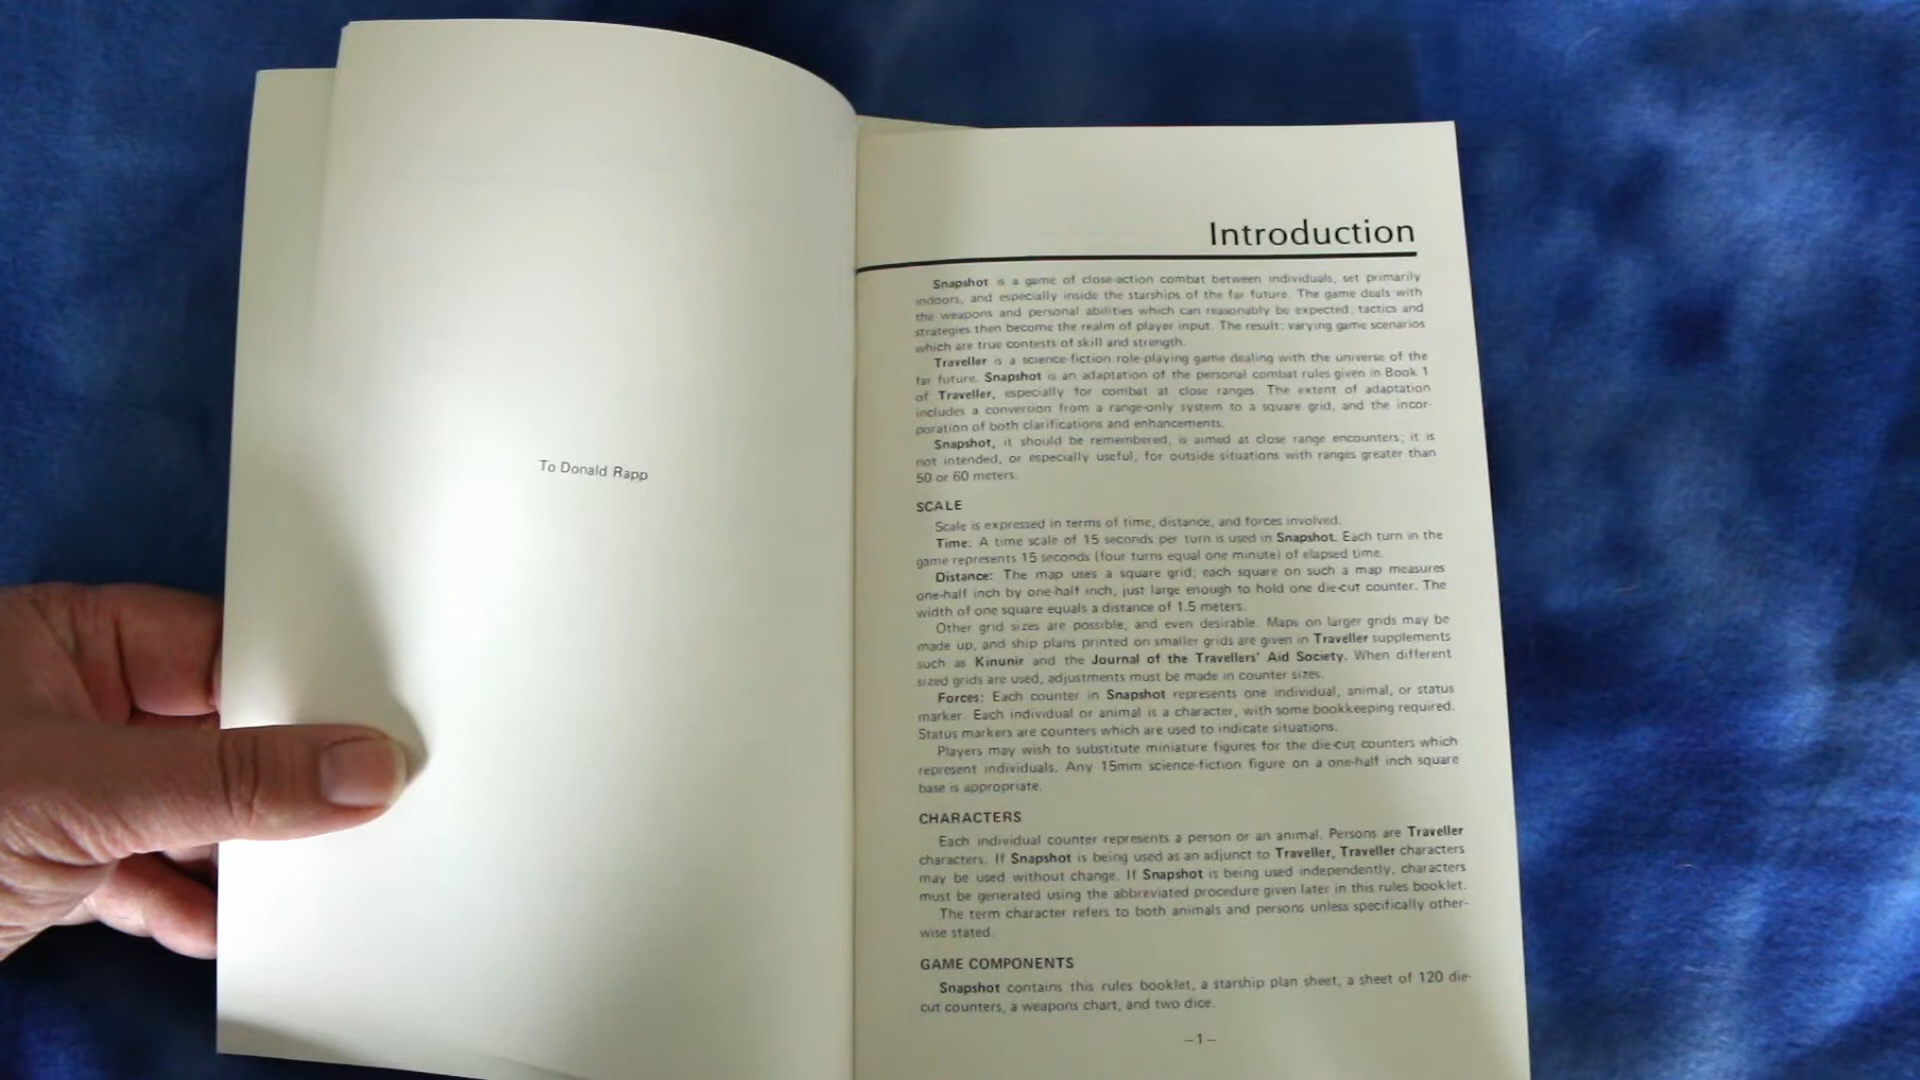 To Donald Rapp
Introduction
Snapshot is a game of close-action combat between individuals, set primarily
indoors, and especially inside the starships of the far future. The game deals with
the weapons and personal abilities which can reasonably be expected; tactics and
strategies then become the realm of player input. The result: varying game scenarios
which are true contests of skill and strength.
Traveller is a science-fiction role-playing game dealing with the universe of the
far future. Snapshot is an adaptation of the personal combat rules given in Book 1
of Traveller, especially for combat at close ranges. The extent of adaptation
includes a convertion from a range-only system to a square grid, and the incor-
poration of both clarifications and enhancements.
Snapshot, it should be remembered, is aimed at close range encounters; it is
not intended, or especially useful, for outside situations with ranges greater than
50 or 60 meters.
SCALE
Scale is expressed in terms of time, distance, and forces involved.
Time: A time scale of 15 seconds per turn is used in Snapshot. Each turn in the
game represents 15 seconds (four turns equal one minute) of elapsed time.
Distance: The map uses a square grid; each square on such a map measures
one-half inch by one-half inch, just large enough to hold one die-cut counter. The
width of one square equals a distance of 1.5 meters.
Other grid sizes are possible, and even desirable. Maps on larger grids may be
made up, and ship plans printed on smaller grids are given in Traveller supplements
such as Kinunir and the Journal of the Travellers' Aid Society. When different
sized grids are used, adjustments must be made in counter sizes.
Forces: Each counter in Snapshot represents one individual, animal, or status
marker. Each individual or animal is a character, with some bookkeeping required.
Status markers are counters which are used to indicate situations.
Players may wish to substitute miniature figures for the die-cut counters which
represent individuals. Any 15mm science-fiction figure on a one-half inch square
base is appropriate.
CHARACTERS
Each individual counter represents a person or an animal. Persons are Traveller
characters. If Snapshot is being used as an adjunct to Traveller, Traveller characters
may be used without change. If Snapshot is being used independently, characters
must be generated using the abbreviated procedure given later in this rules booklet.
The term character refers to both animals and persons unless specifically other-
wise stated.
GAME COMPONENTS
Snapshot contains this rules booklet, a starship plan sheet, a sheet of 120 die-
cut counters, a weapons chart, and two dice.
–1–